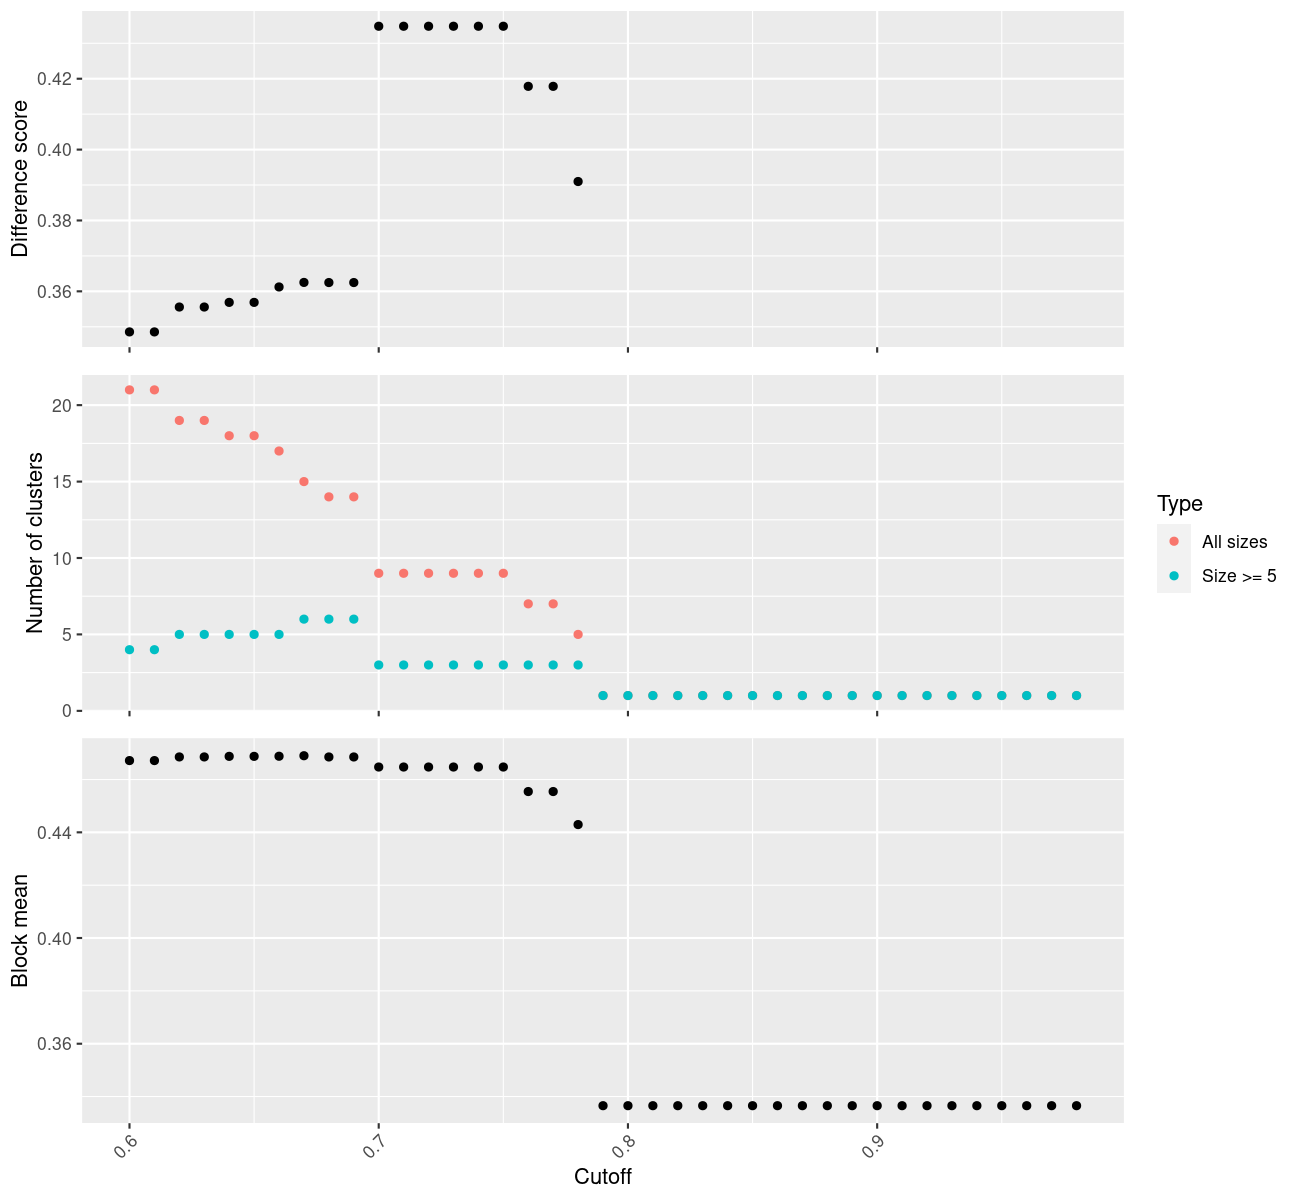 Difference score
0.42
0.40
0.38
0.36
Number of clusters
20
15
10
5
0
Type
All sizes
Size >= 5
Block mean
0.44
0.40
0.36
0.6
0.7
0.8
0.9
Cutoff